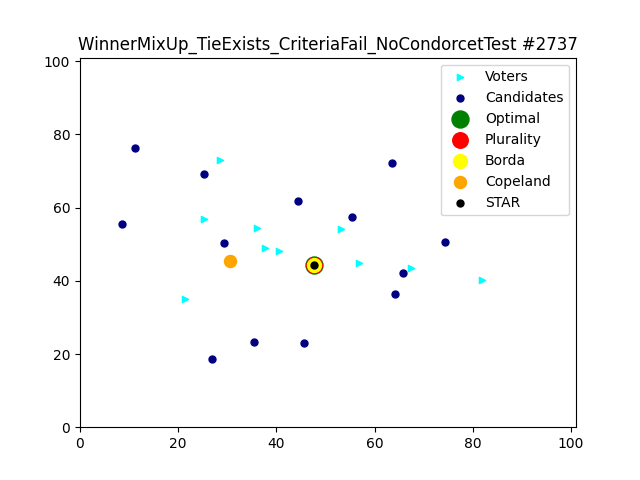 WinnerMixUp_TieExists_CriteriaFail_NoCondorcetTest #2737
100
80
60
40
20
0
0 20 40 60 80 100
Voters
Candidates
Optimal
Plurality
Borda
Copeland
STAR